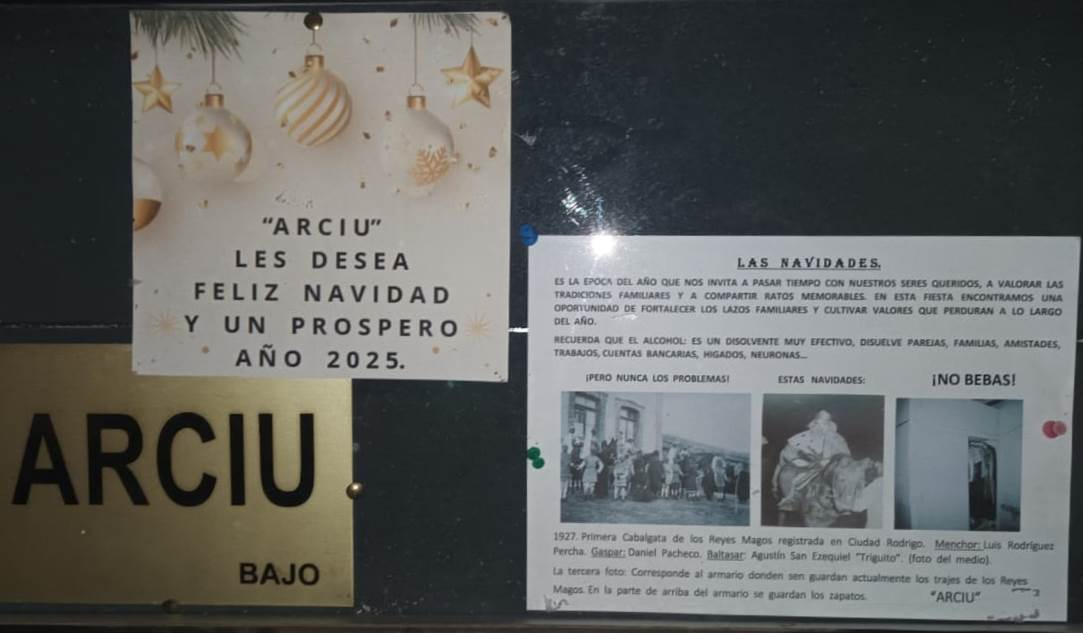 “ARCIU”
LES DESEA
FELIZ NAVIDAD
Y UN PROSPERO
AÑO 2025.
ARCIU
BAJO
LAS NAVIDADES.
ES LA EPOCA DEL AÑO QUE NOS INVITA A PASAR TIEMPO CON NUESTROS SERES QUERIDOS, A VALORAR LAS
TRADICIONES FAMILIARES Y A COMPARTIR RATOS MEMORABLES. EN ESTA FIESTA ENCONTRAMOS UNA
OPORTUNIDAD DE FORTALECER LOS LAZOS FAMILIARES Y CULTIVAR VALORES QUE PERDURAN A LO LARGO
DEL AÑO.
RECUERDA QUE EL ALCOHOL: ES UN DISOLVENTE MUY EFECTIVO, DISUELVE PAREJAS, FAMILIAS, AMISTADES,
TRABAJOS, CUENTAS BANCARIAS, HIGADOS, NEURONAS...
¡PERO NUNCA LOS PROBLEMAS! ESTAS NAVIDADES: ¡NO BEBAS!
1927. Primera Cabalgata de los Reyes Magos registrada en Ciudad Rodrigo. Menchor: Luis Rodríguez
Percha. Gaspar: Daniel Pacheco. Baltasar: Agustín San Ezequiel “Triguito”. (foto del medio).
La tercera foto: Corresponde al armario donden sen guardan actualmente los trajes de los Reyes
Magos. En la parte de arriba del armario se guardan los zapatos. “ARCIU”